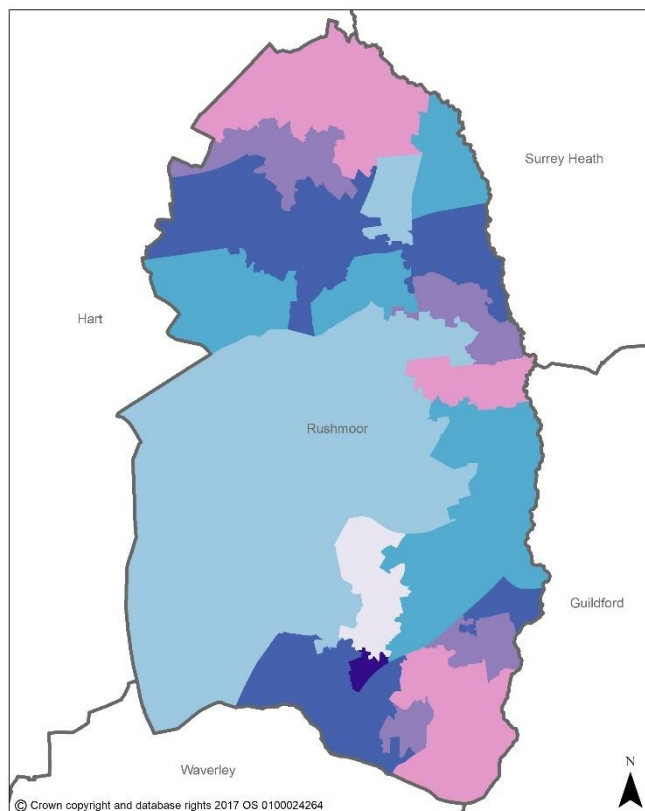 Surrey Heath
Hart
Rushmoor
Guildford
Waverley
N
© Crown copyright and database rights 2017 OS 0100024264